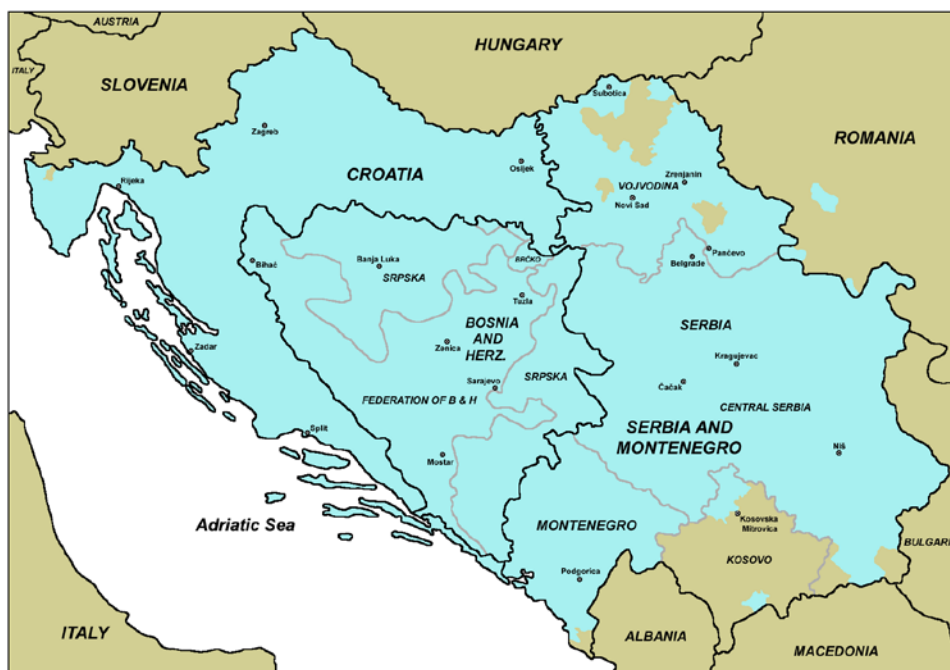 AUSTRIA
HUNGARY
ITALY
SLOVENIA
Subotica
ROMANIA
Zagreb
CROATIA
Osijek
Rijeka
VOJVODINA
Zrenjanin
Novi Sad
Bihać
Banja Luka
SRPSKA
BRČKO
Pančevo
Belgrade
Tuzla
BOSNIA
AND
HERZ.
SERBIA
Zadar
Zenica
Kragujevac
Sarajevo
SRPSKA
Čačak
FEDERATION OF B & H
CENTRAL SERBIA
SERBIA AND
MONTENEGRO
Split
Mostar
Niš
Adriatic Sea
MONTENEGRO
Kosovska
Mitrovica
KOSOVO
BULGARI
Podgorica
ITALY
ALBANIA
MACEDONIA